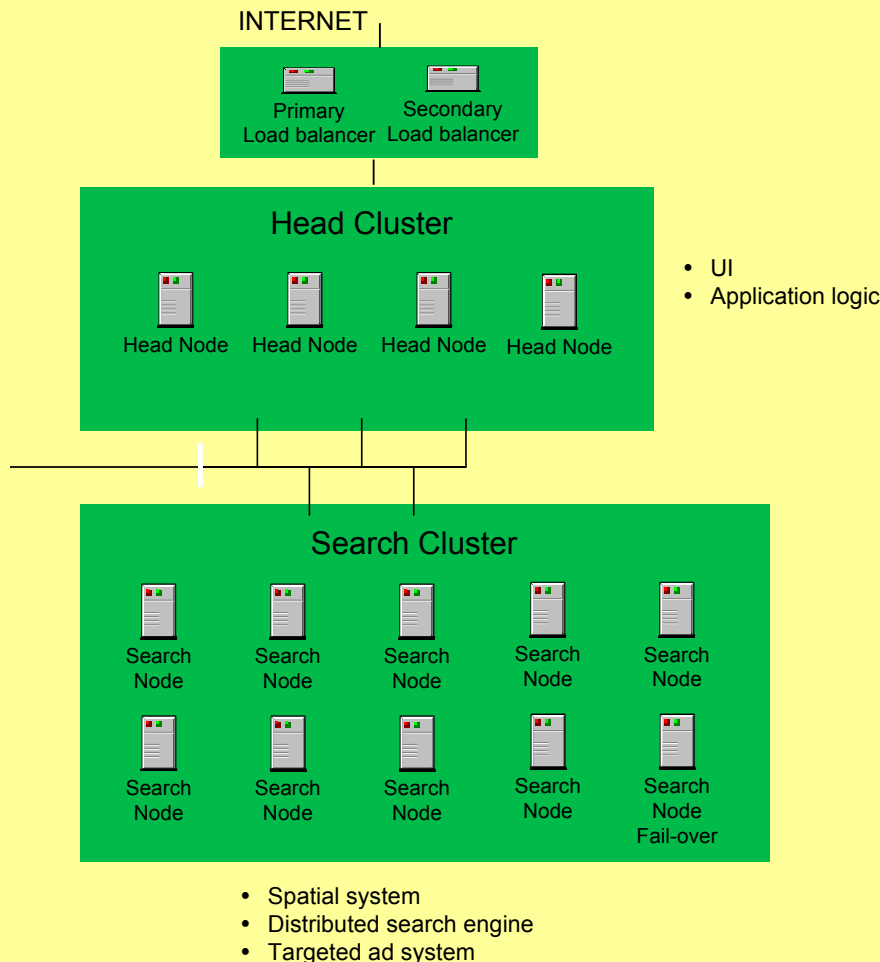 INTERNET
Primary
Load balancer
Secondary
Load balancer
Head Cluster
Head Node
Head Node
Head Node
Head Node
• UI
• Application logic
Search Cluster
Search
Node
Search
Node
Search
Node
Search
Node
Search
Node
Search
Node
Search
Node
Search
Node
Search
Node
Search
Node
Fail-over
• Spatial system
• Distributed search engine
• Targeted ad system